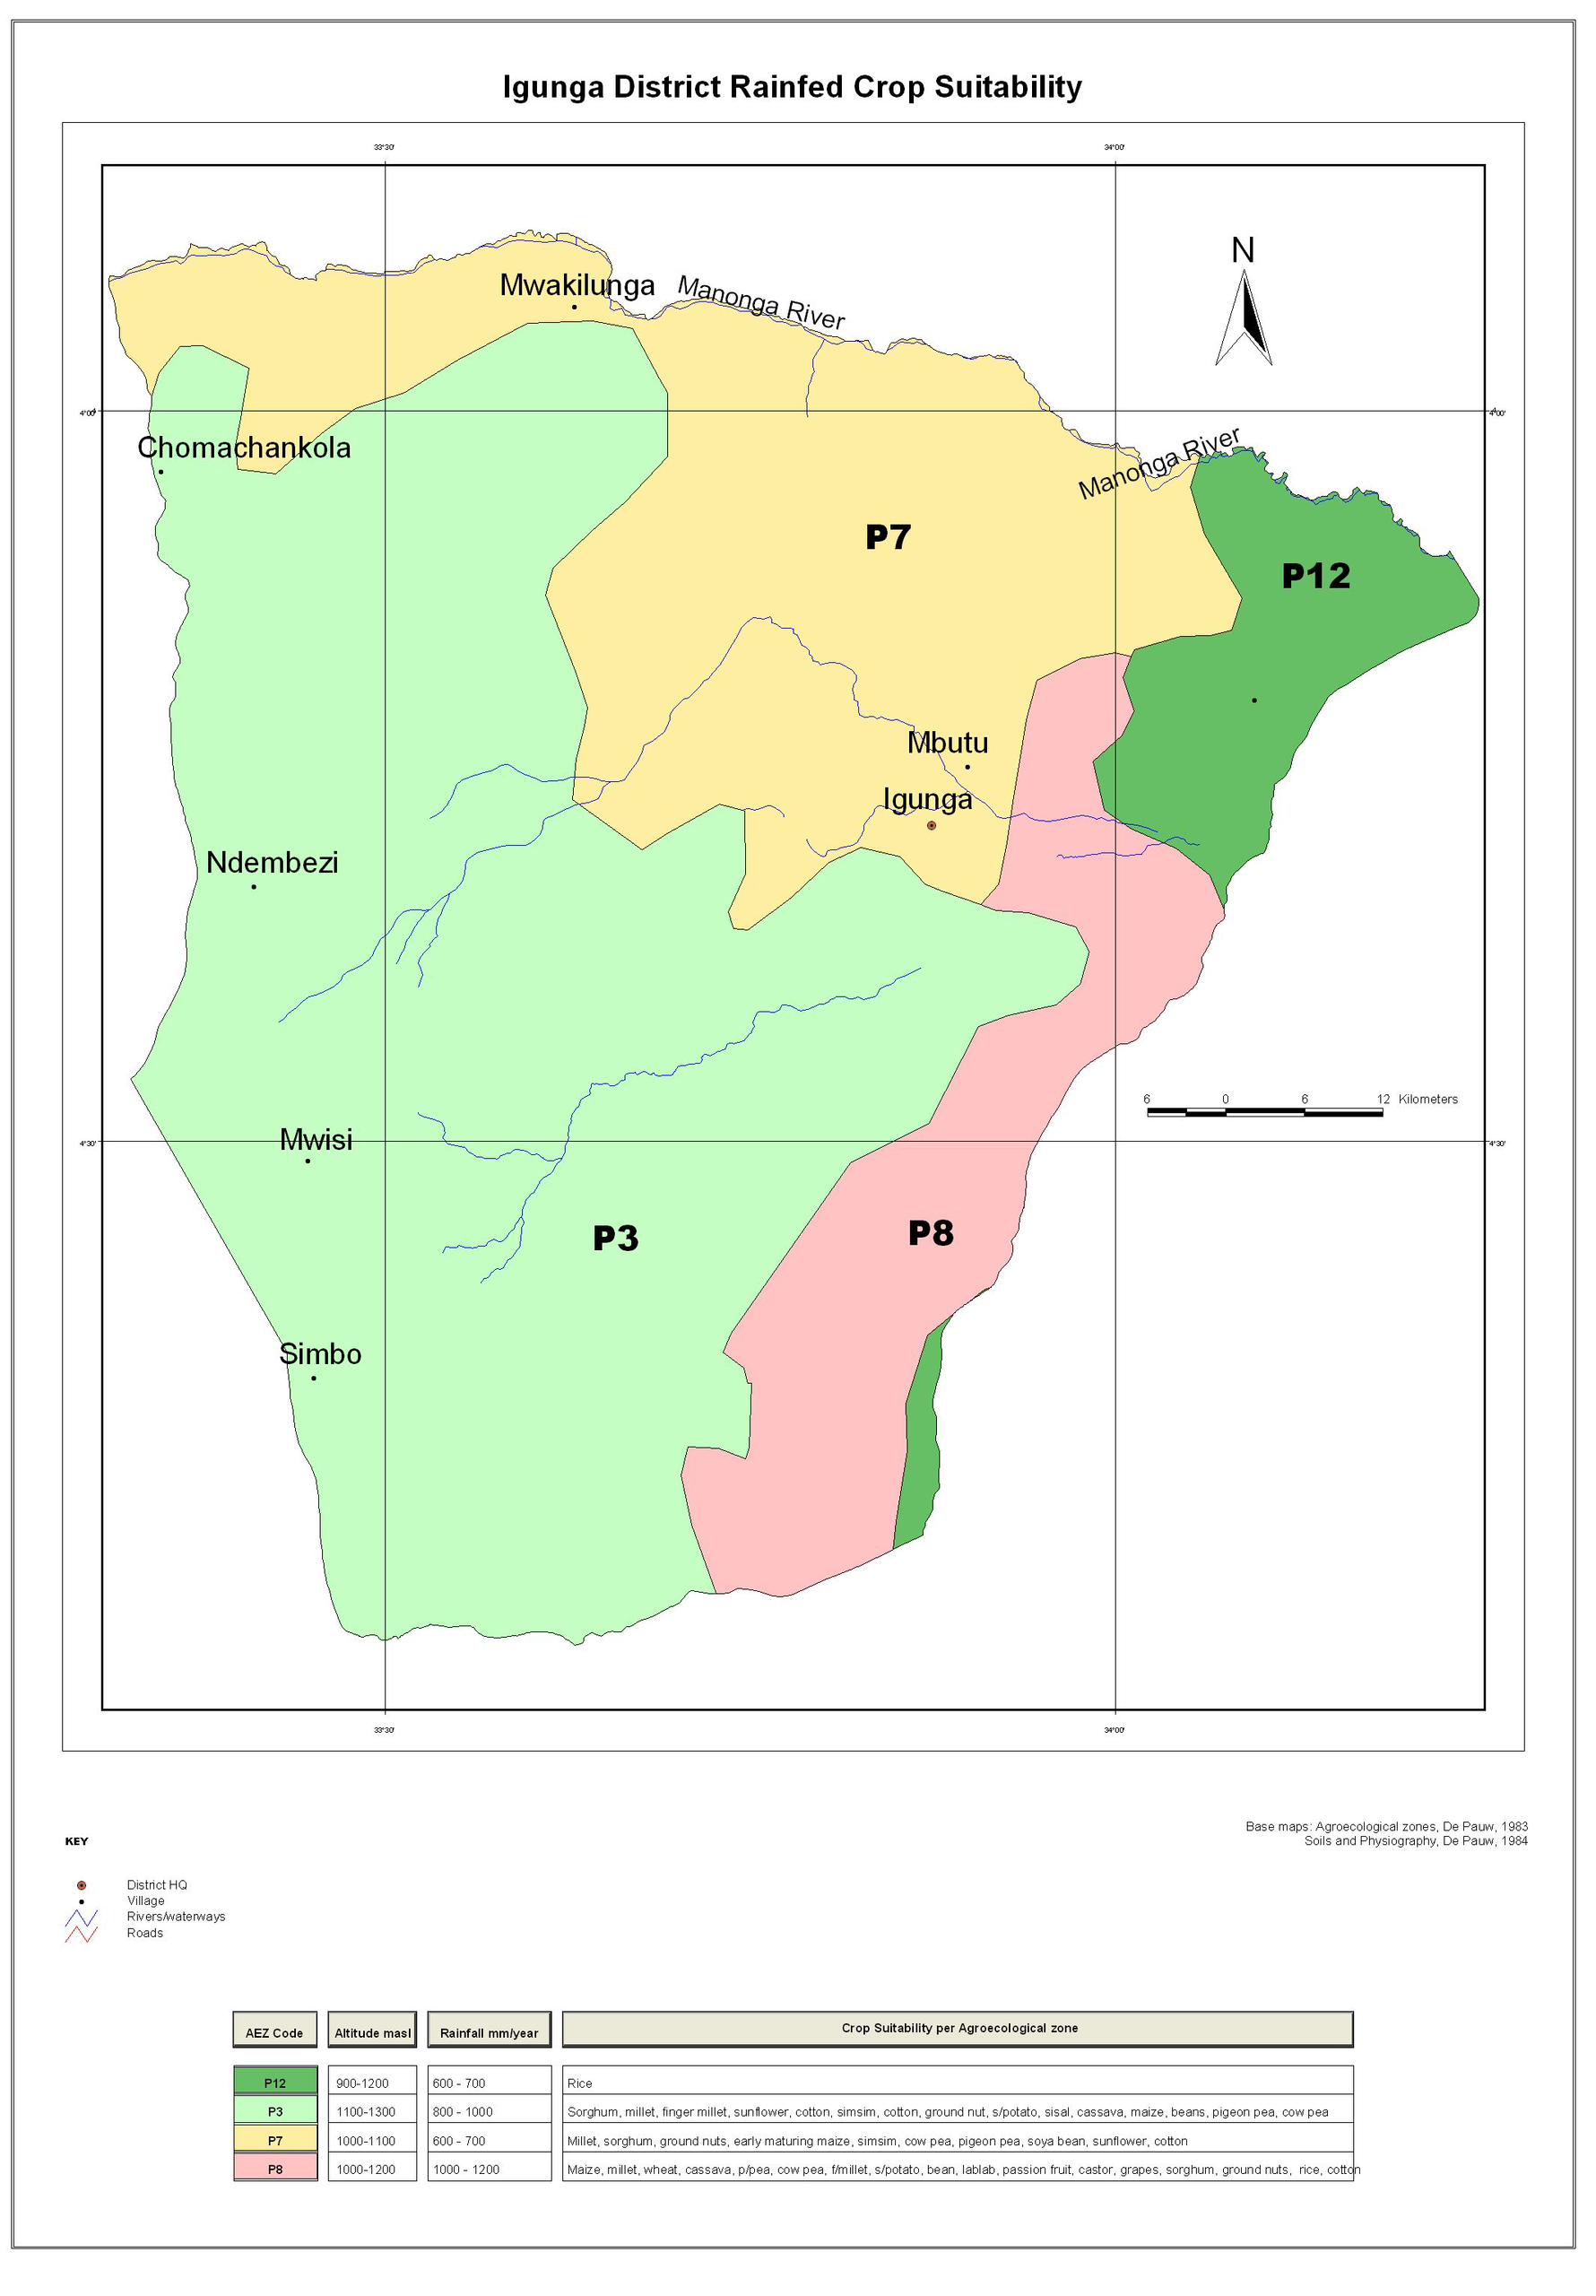 Igunga District Rainfed Crop Suitability
33°30' 34°00'
N
Mwakilunga
Manonga River
4°00' 4°00'
Chomachankola
Manonga River
P7
P12
Mbutu
Igunga
Ndembezi
6 0 6 12 Kilometers
4°30' 4°30'
Mwisi
P3
P8
Simbo
33°30' 34°00'
Base maps: Agroecological zones, De Pauw, 1983
Soils and Physiography, De Pauw, 1984
KEY
District HQ
Village
Rivers/waterways
Roads
AEZ Code Altitude masl Rainfall mm/year Crop Suitability per Agroecological zone
P12 900-1200 600 - 700 Rice
P3 1100-1300 800 - 1000 Sorghum, millet, finger millet, sunflower, cotton, simsim, cotton, ground nut, s/potato, sisal, cassava, maize, beans, pigeon pea, cow pea
P7 1000-1100 600 - 700 Millet, sorghum, ground nuts, early maturing maize, simsim, cow pea, pigeon pea, soya bean, sunflower, cotton
P8 1000-1200 1000 - 1200 Maize, millet, wheat, cassava, p/pea, cow pea, f/millet, s/potato, bean, lablab, passion fruit, castor, grapes, sorghum, ground nuts, rice, cotton